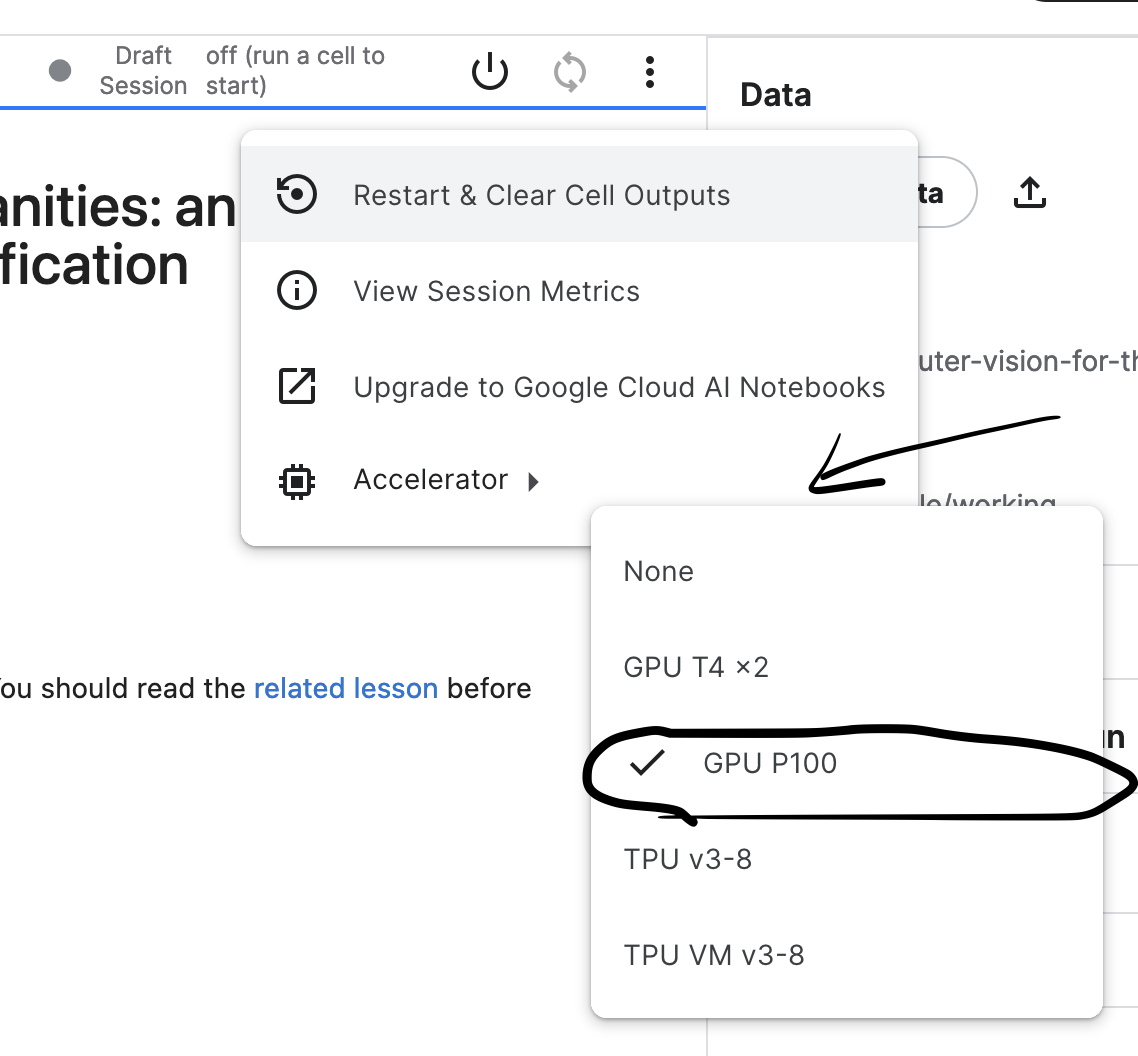 Draft
Session
off (run a cell to
start)
Data
anities: an
fication
Restart & Clear Cell Outputs
ta
View Session Metrics
uter-vision-for-th
Upgrade to Google Cloud AI Notebooks
Accelerator
le/working
None
GPU T4 ×2
You should read the related lesson before
GPU P100
in
TPU v3-8
TPU VM v3-8